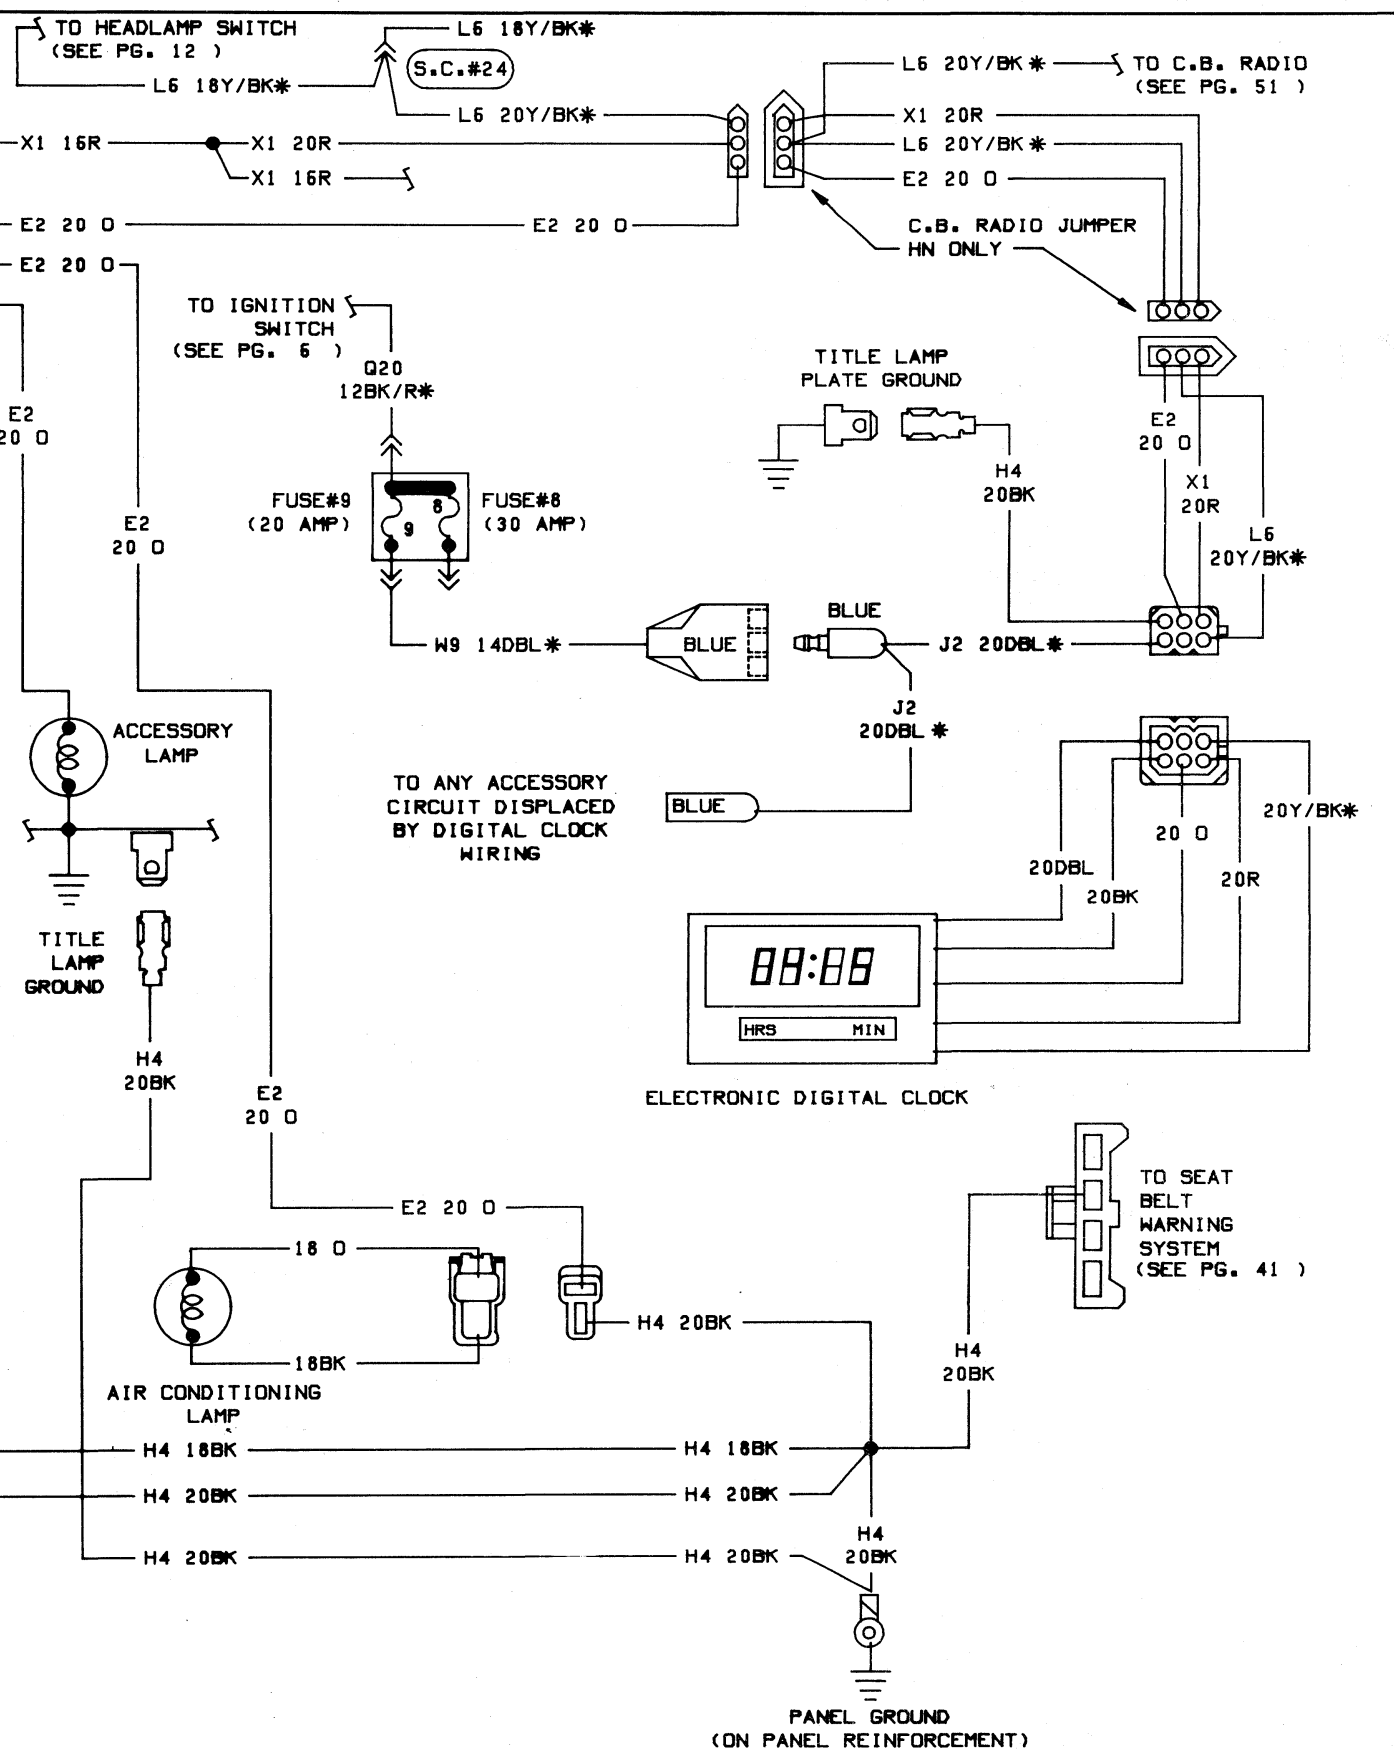 TO HEADLAMP SWITCH
(SEE PG. 12 )
L6 18Y/BK*
L6 18Y/BK*
S.C.#24
L6 20Y/BK*
L6 20Y/BK*
TO C.B. RADIO
(SEE PG. 51 )
X1 16R
X1 20R
X1 16R
X1 20R
L6 20Y/BK*
E2 20 O
E2 20 O
E2 20 O
C.B. RADIO JUMPER
HN ONLY
E2 20 O
TO IGNITION
SWITCH
(SEE PG. 6 )
Q20
12BK/R*
TITLE LAMP
PLATE GROUND
E2
20 O
E2
20 O
H4
20BK
X1
20R
FUSE#9
(20 AMP)
8
9
FUSE#8
(30 AMP)
E2
20 O
L6
20Y/BK*
W9 14DBL*
BLUE
BLUE
J2 20DBL*
J2
20DBL*
ACCESSORY
LAMP
TO ANY ACCESSORY
CIRCUIT DISPLACED
BY DIGITAL CLOCK
WIRING
BLUE
20Y/BK*
20 O
20DBL
20BK
20R
TITLE
LAMP
GROUND
04:06
HRS MIN
H4
20BK
E2
20 O
ELECTRONIC DIGITAL CLOCK
TO SEAT
BELT
WARNING
SYSTEM
(SEE PG. 41 )
E2 20 O
18 O
H4 20BK
18BK
H4
20BK
AIR CONDITIONING
LAMP
H4 18BK
H4 18BK
H4 20BK
H4 20BK
H4 20BK
H4 20BK
H4
20BK
PANEL GROUND
(ON PANEL REINFORCEMENT)